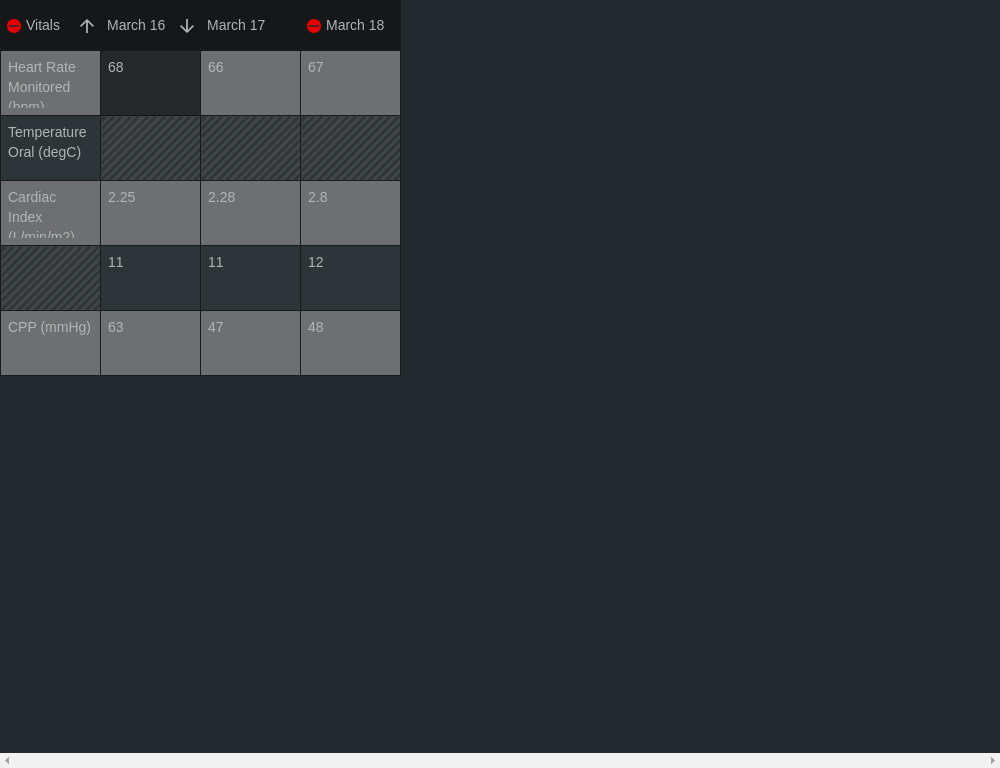 Vitals March 16 March 17 March 18
Heart Rate 68 66 67
Monitored
(bpm)
Temperature
Oral (degC)
Cardiac 2.25 2.28 2.8
Index
(L/min/m2)
11 11 12
CPP (mmHg) 63 47 48